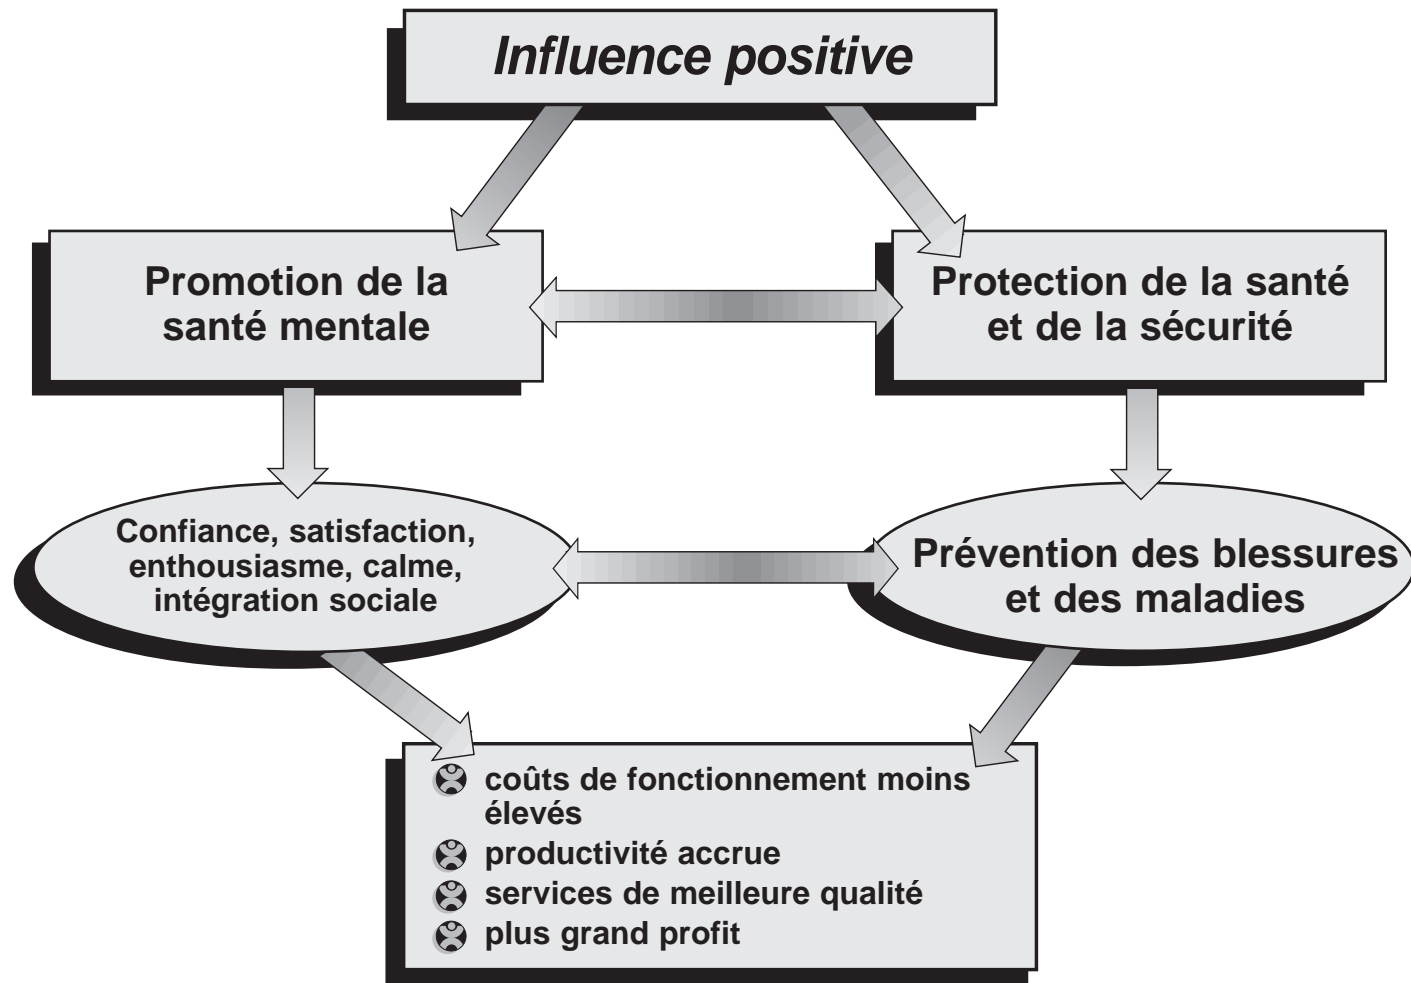 Influence positive
Promotion de la
santé mentale
Protection de la santé
et de la sécurité
Confiance, satisfaction,
enthousiasme, calme,
intégration sociale
Prévention des blessures
et des maladies
coûts de fonctionnement moins
élevés
productivité accrue
services de meilleure qualité
plus grand profit